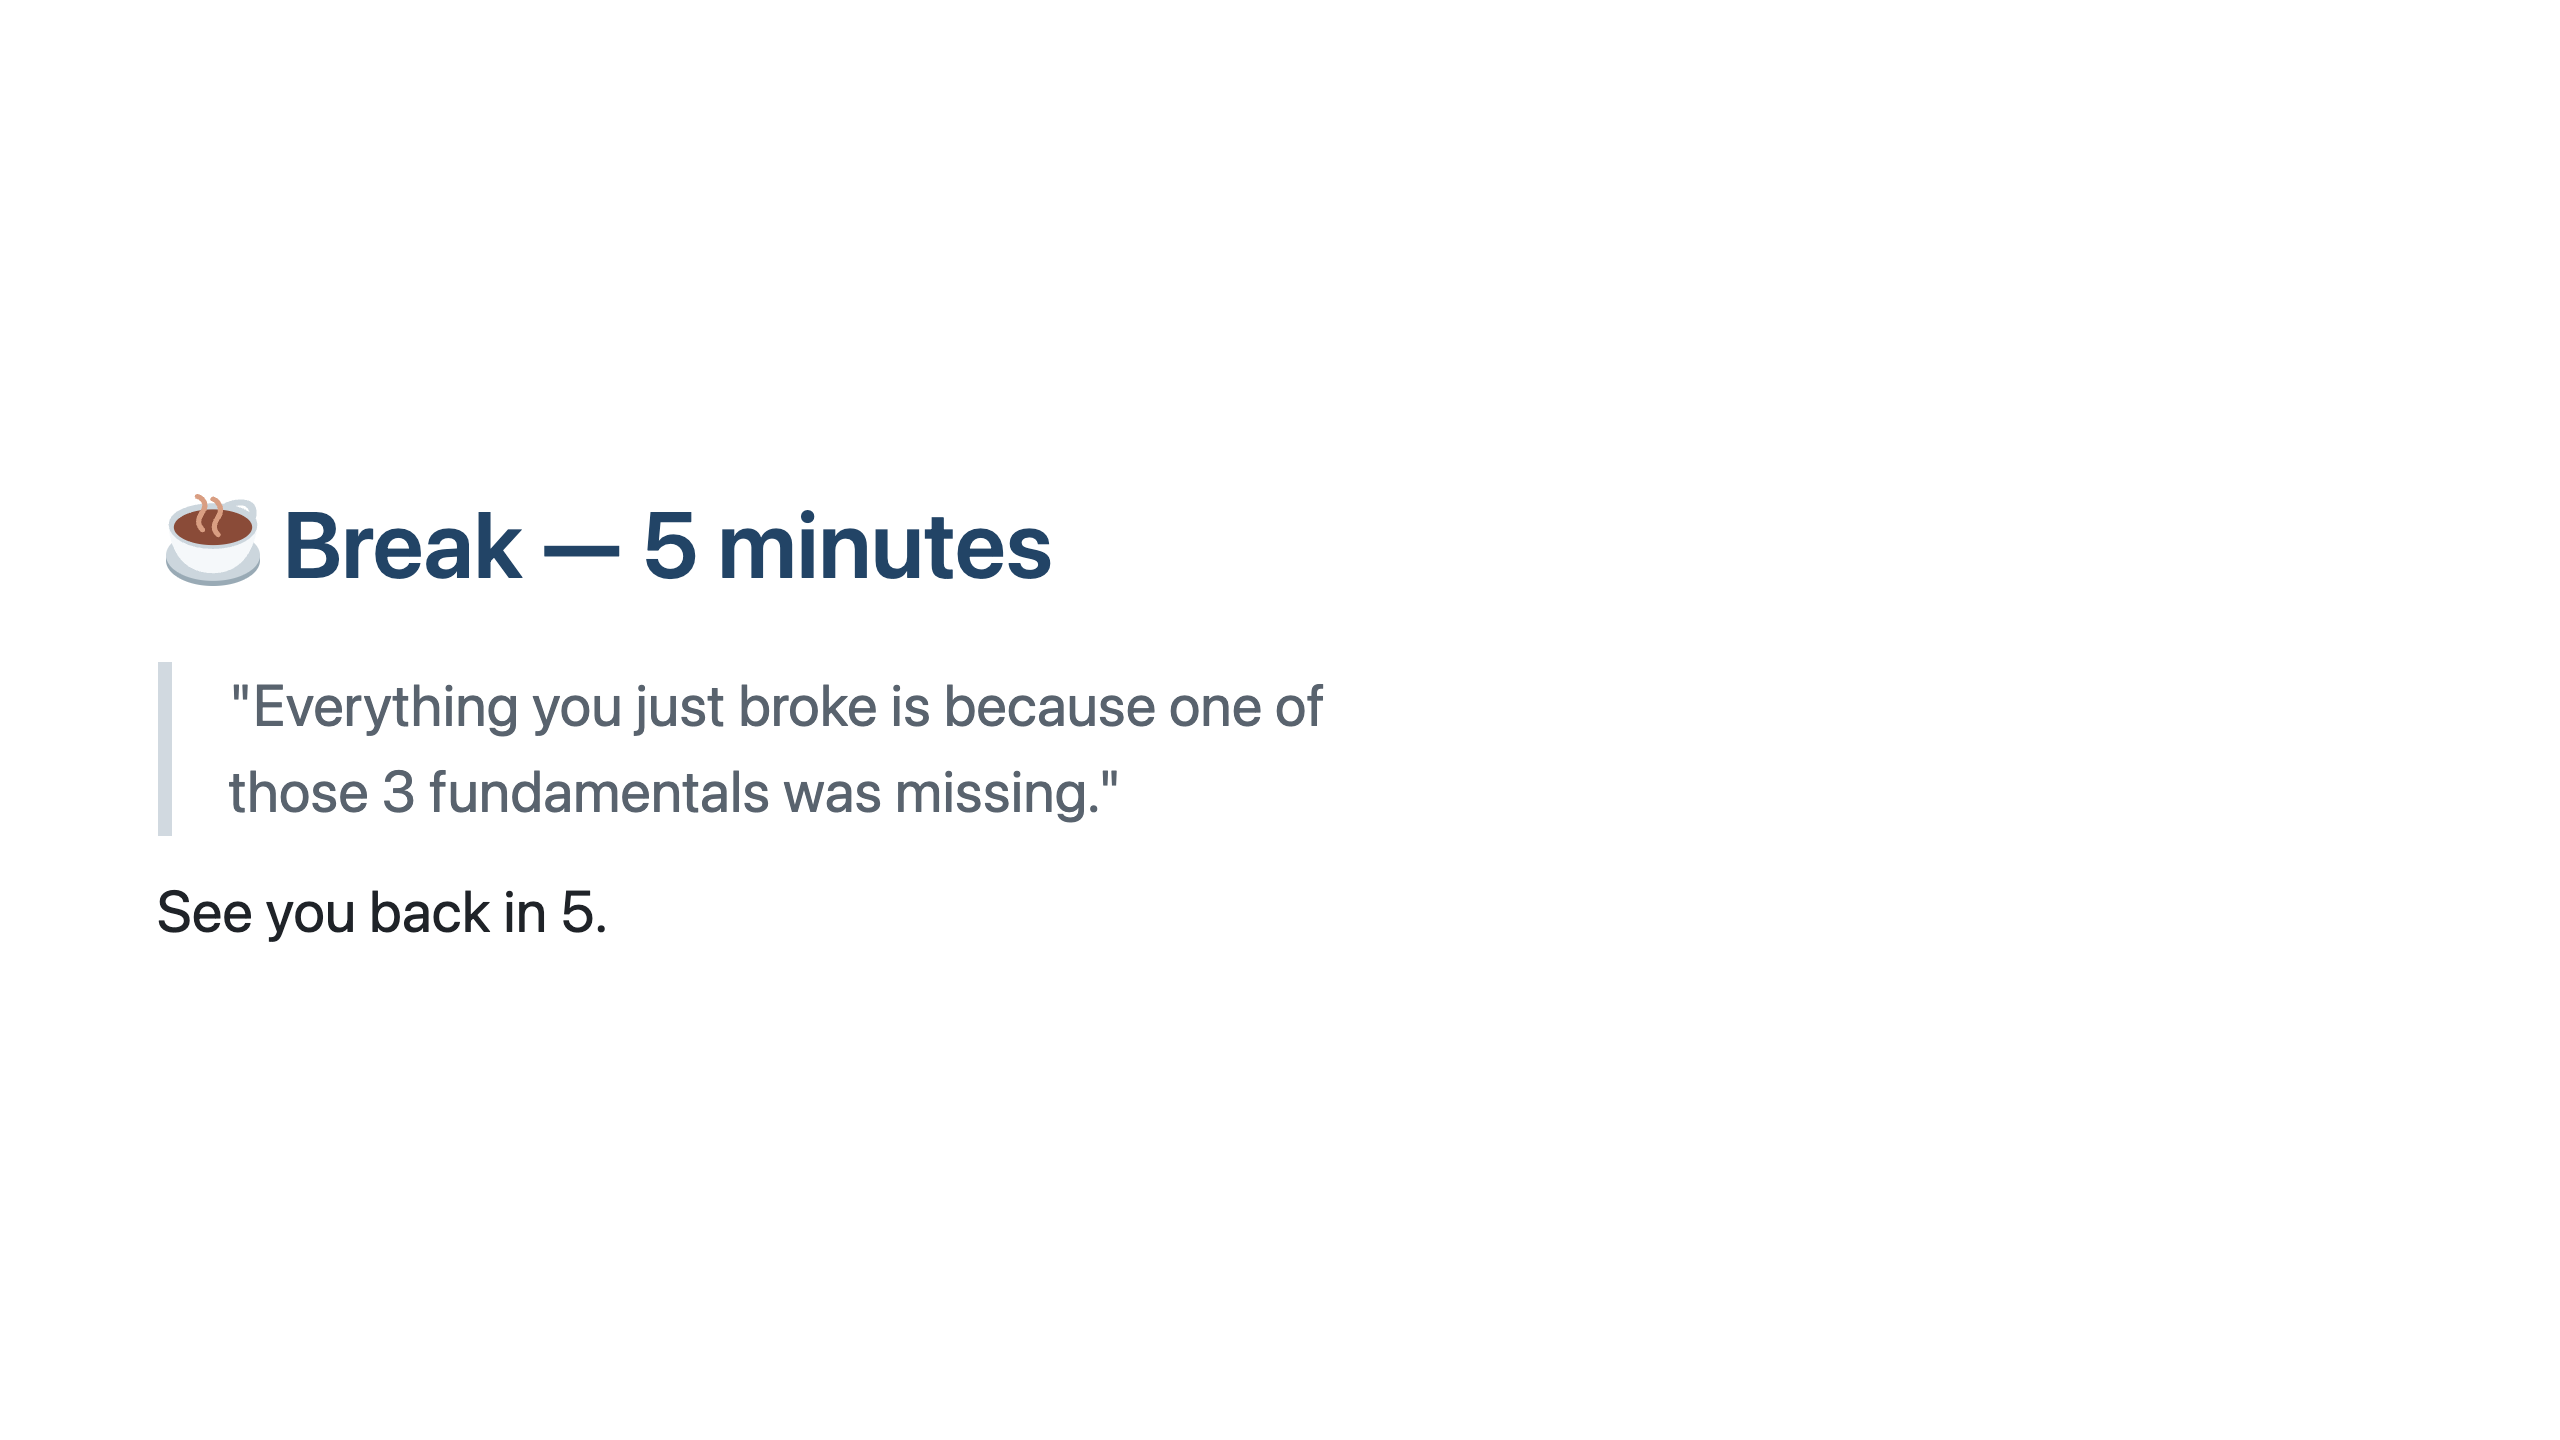 Break — 5 minutes
"Everything you just broke is because one of
those 3 fundamentals was missing."
See you back in 5.